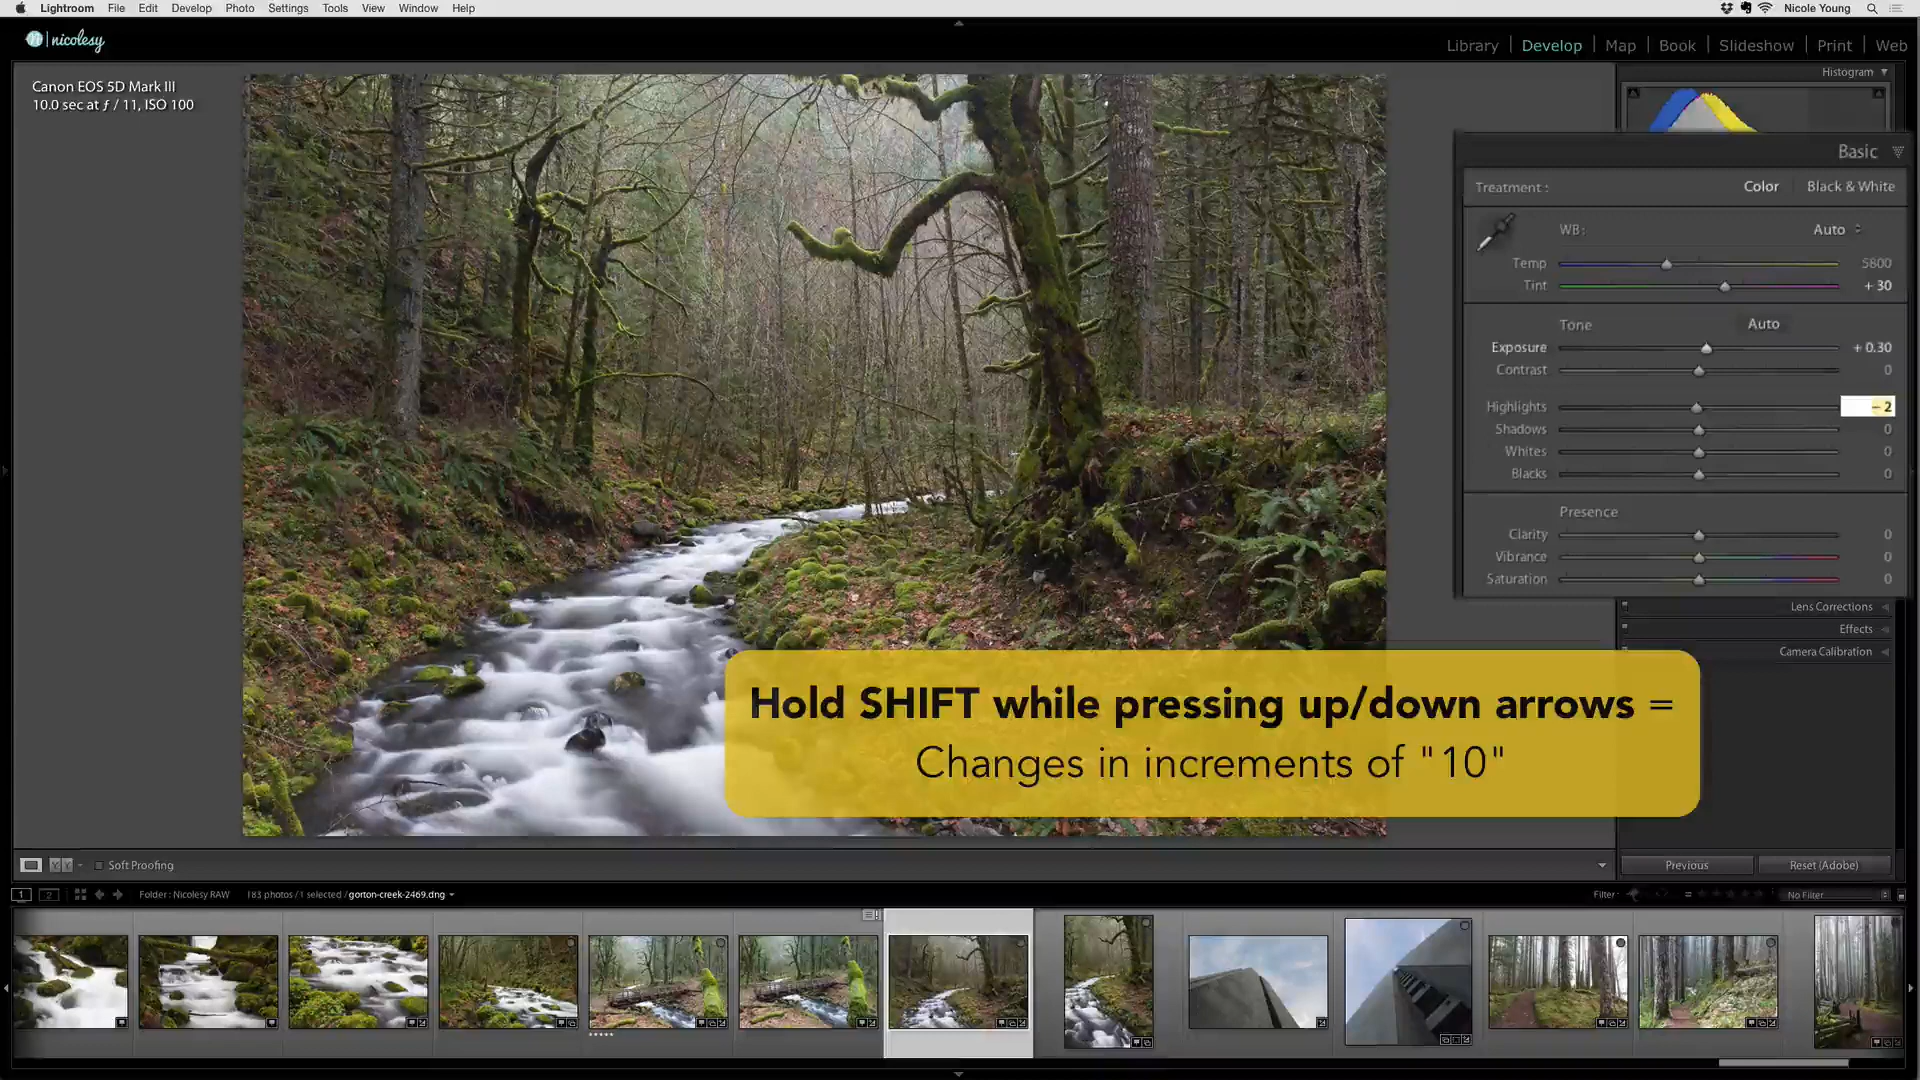 Lightroom File Edit Develop Photo Settings Tools View Window Help Nicole Young
nicolesy
Library | Develop | Map | Book | Slideshow | Print | Web
Canon EOS 5D Mark III
10.0 sec at ƒ / 11, ISO 100
Histogram
Basic
Treatment : Color Black & White
WB: Auto
Temp 5800
Tint + 30
Tone Auto
Exposure + 0.30
Contrast 0
Highlights – 2
Shadows 0
Whites 0
Blacks 0
Presence
Clarity 0
Vibrance 0
Saturation 0
Lens Corrections
Effects
Camera Calibration
Hold SHIFT while pressing up/down arrows =
Changes in increments of "10"
Soft Proofing
Previous Reset (Adobe)
1 2 Folder : Nicolesy RAW 183 photos / 1 selected / gorton-creek-2469.dng Filter : No Filter